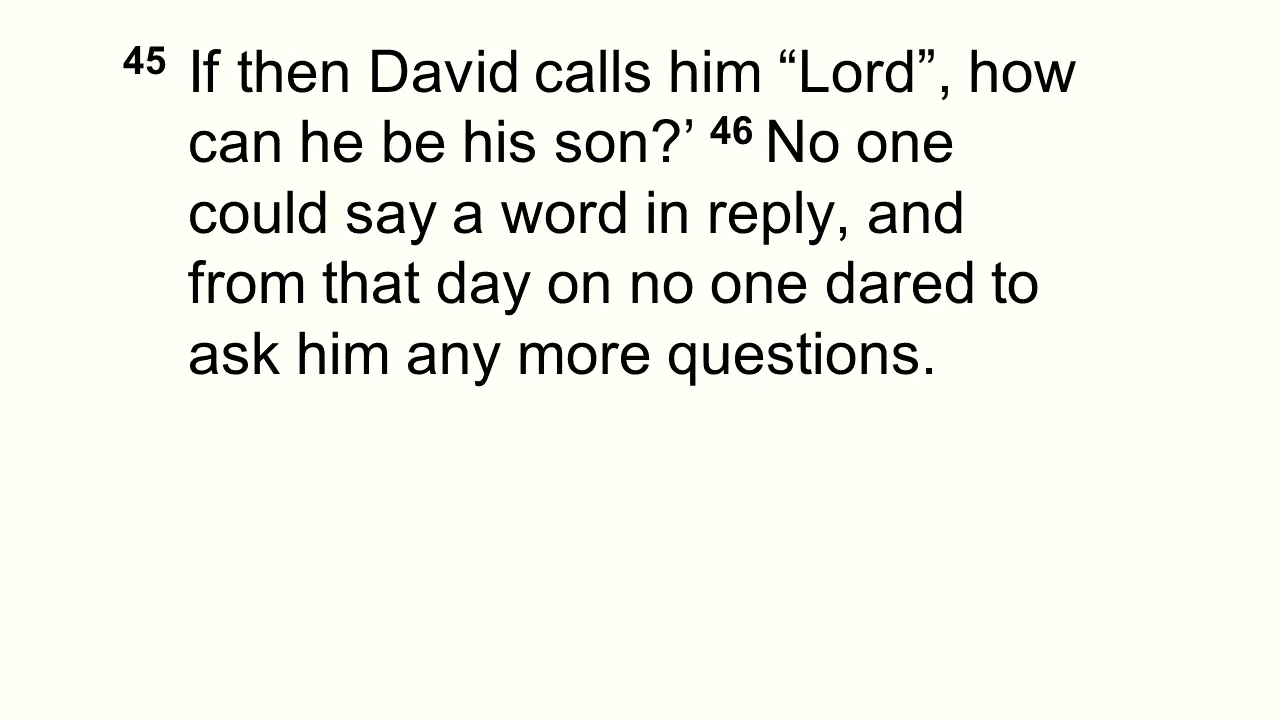 45 If then David calls him “Lord”, how
can he be his son?’ 46 No one
could say a word in reply, and
from that day on no one dared to
ask him any more questions.